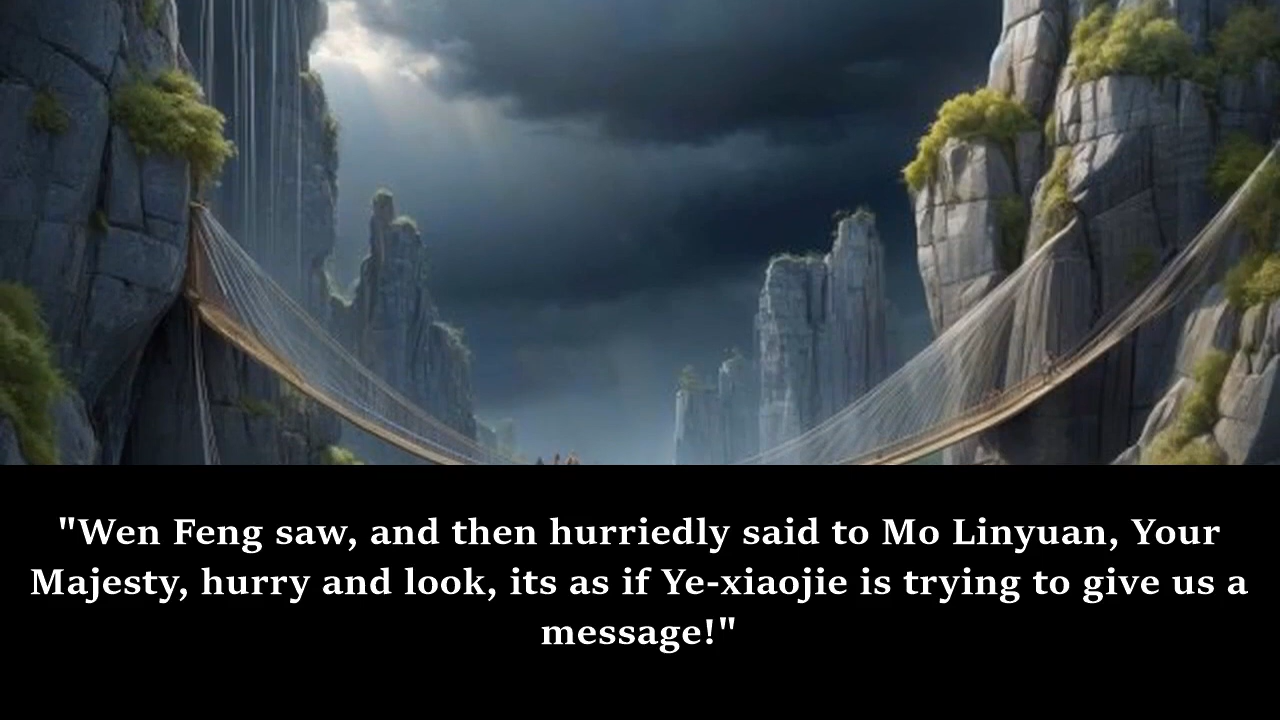 "Wen Feng saw, and then hurriedly said to Mo Linyuan, Your
Majesty, hurry and look, its as if Ye-xiaojie is trying to give us a
message!"